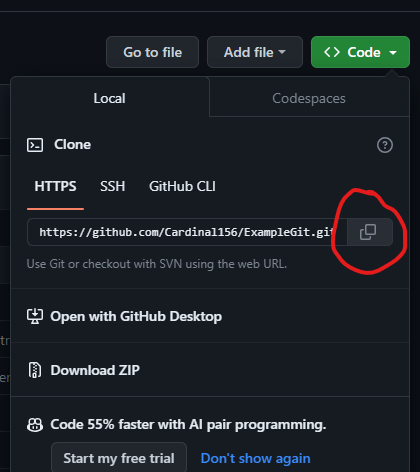 Go to file Add file Code
Local Codespaces
Clone
HTTPS SSH GitHub CLI
https://github.com/Cardinal156/ExampleGit.git
Use Git or checkout with SVN using the web URL.
Open with GitHub Desktop
Download ZIP
Code 55% faster with AI pair programming.
Start my free trial Don't show again